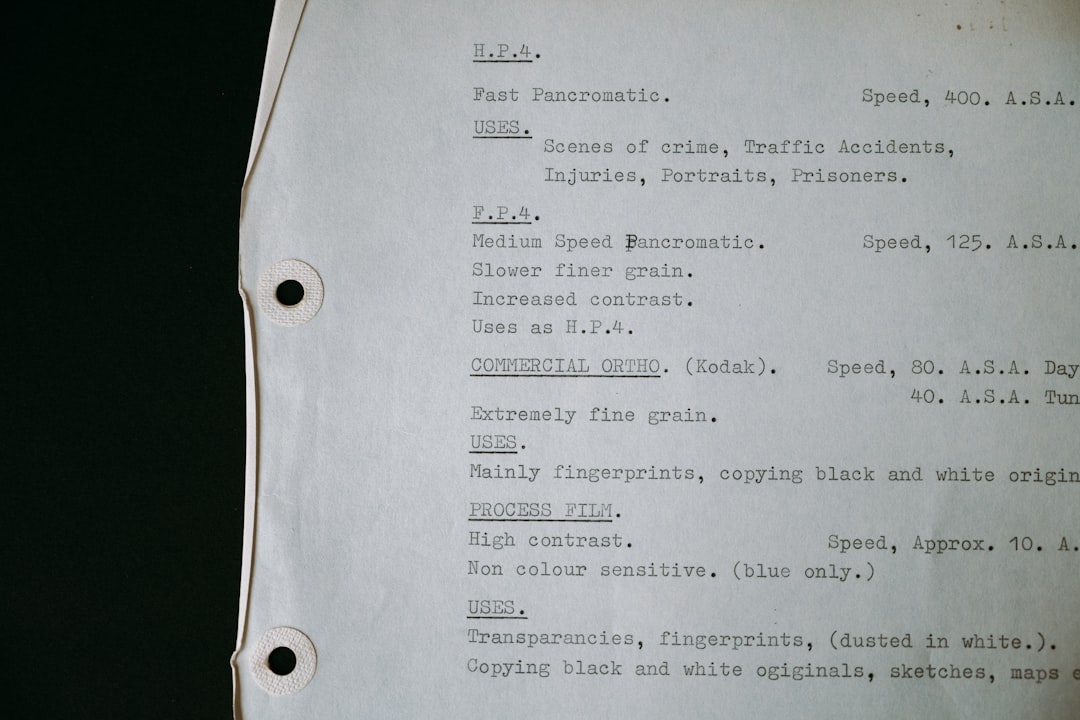 H.P.4.
Fast Pancromatic. Speed, 400. A.S.A.
USES.
Scenes of crime, Traffic Accidents,
Injuries, Portraits, Prisoners.
F.P.4.
Medium Speed Pancromatic. Speed, 125. A.S.A.
Slower finer grain.
Increased contrast.
Uses as H.P.4.
COMMERCIAL ORTHO. (Kodak). Speed, 80. A.S.A. Day
40. A.S.A. Tun
Extremely fine grain.
USES.
Mainly fingerprints, copying black and white origin
PROCESS FILM.
High contrast. Speed, Approx. 10. A.
Non colour sensitive. (blue only.)
USES.
Transparancies, fingerprints, (dusted in white.).
Copying black and white ogiginals, sketches, maps